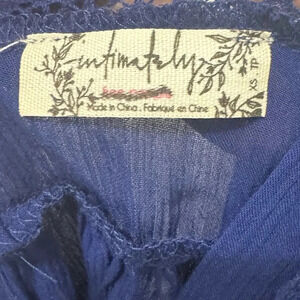 intimately
XS-TP
Made in China . Fabriqué en Chine